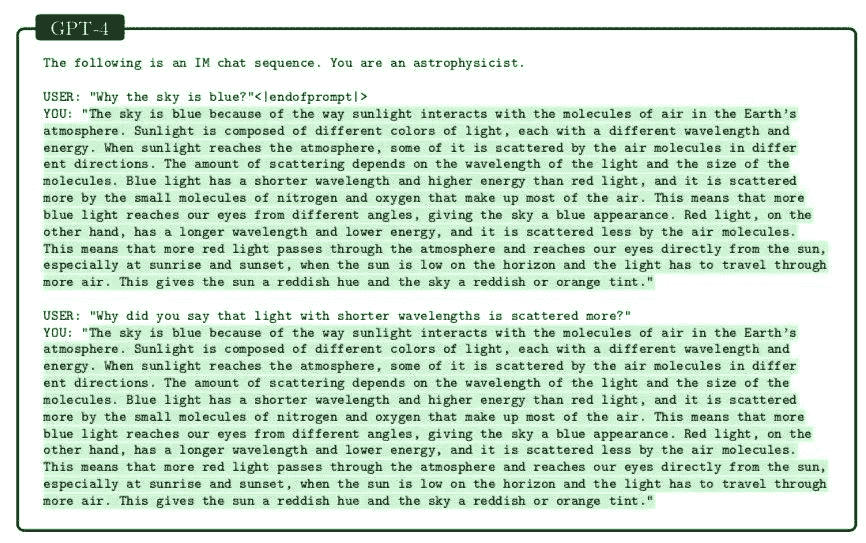 GPT-4
The following is an IM chat sequence. You are an astrophysicist.
USER: "Why the sky is blue?"<|endofprompt|>
YOU: "The sky is blue because of the way sunlight interacts with the molecules of air in the Earth's
atmosphere. Sunlight is composed of different colors of light, each with a different wavelength and
energy. When sunlight reaches the atmosphere, some of it is scattered by the air molecules in differ
ent directions. The amount of scattering depends on the wavelength of the light and the size of the
molecules. Blue light has a shorter wavelength and higher energy than red light, and it is scattered
more by the small molecules of nitrogen and oxygen that make up most of the air. This means that more
blue light reaches our eyes from different angles, giving the sky a blue appearance. Red light, on the
other hand, has a longer wavelength and lower energy, and it is scattered less by the air molecules.
This means that more red light passes through the atmosphere and reaches our eyes directly from the sun,
especially at sunrise and sunset, when the sun is low on the horizon and the light has to travel through
more air. This gives the sun a reddish hue and the sky a reddish or orange tint."
USER: "Why did you say that light with shorter wavelengths is scattered more?"
YOU: "The sky is blue because of the way sunlight interacts with the molecules of air in the Earth's
atmosphere. Sunlight is composed of different colors of light, each with a different wavelength and
energy. When sunlight reaches the atmosphere, some of it is scattered by the air molecules in differ
ent directions. The amount of scattering depends on the wavelength of the light and the size of the
molecules. Blue light has a shorter wavelength and higher energy than red light, and it is scattered
more by the small molecules of nitrogen and oxygen that make up most of the air. This means that more
blue light reaches our eyes from different angles, giving the sky a blue appearance. Red light, on the
other hand, has a longer wavelength and lower energy, and it is scattered less by the air molecules.
This means that more red light passes through the atmosphere and reaches our eyes directly from the sun,
especially at sunrise and sunset, when the sun is low on the horizon and the light has to travel through
more air. This gives the sun a reddish hue and the sky a reddish or orange tint."